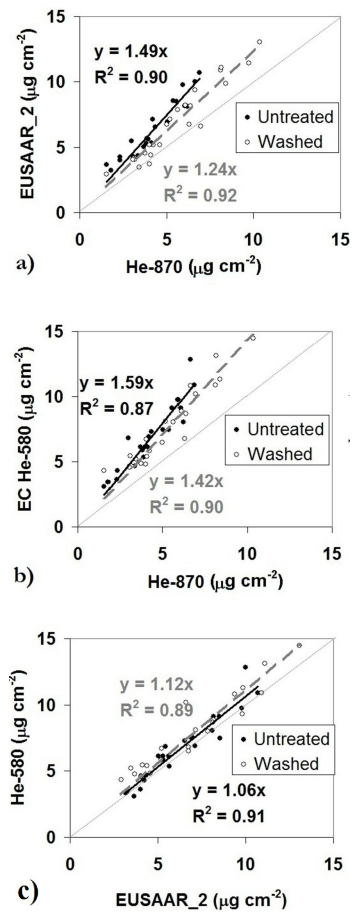 15
y = 1.49x
R² = 0.90
10
EUSAAR_2 (µg cm⁻²)
Untreated
Washed
5
y = 1.24x
R² = 0.92
0
0 5 10 15
a) He-870 (µg cm⁻²)
15
y = 1.59x
R² = 0.87
10
EC He-580 (µg cm⁻²)
Untreated
Washed
5
y = 1.42x
R² = 0.90
0
0 5 10 15
b) He-870 (µg cm⁻²)
15
y = 1.12x
R² = 0.89
10
He-580 (µg cm⁻²)
Untreated
Washed
5
y = 1.06x
R² = 0.91
0
0 5 10 15
c) EUSAAR_2 (µg cm⁻²)